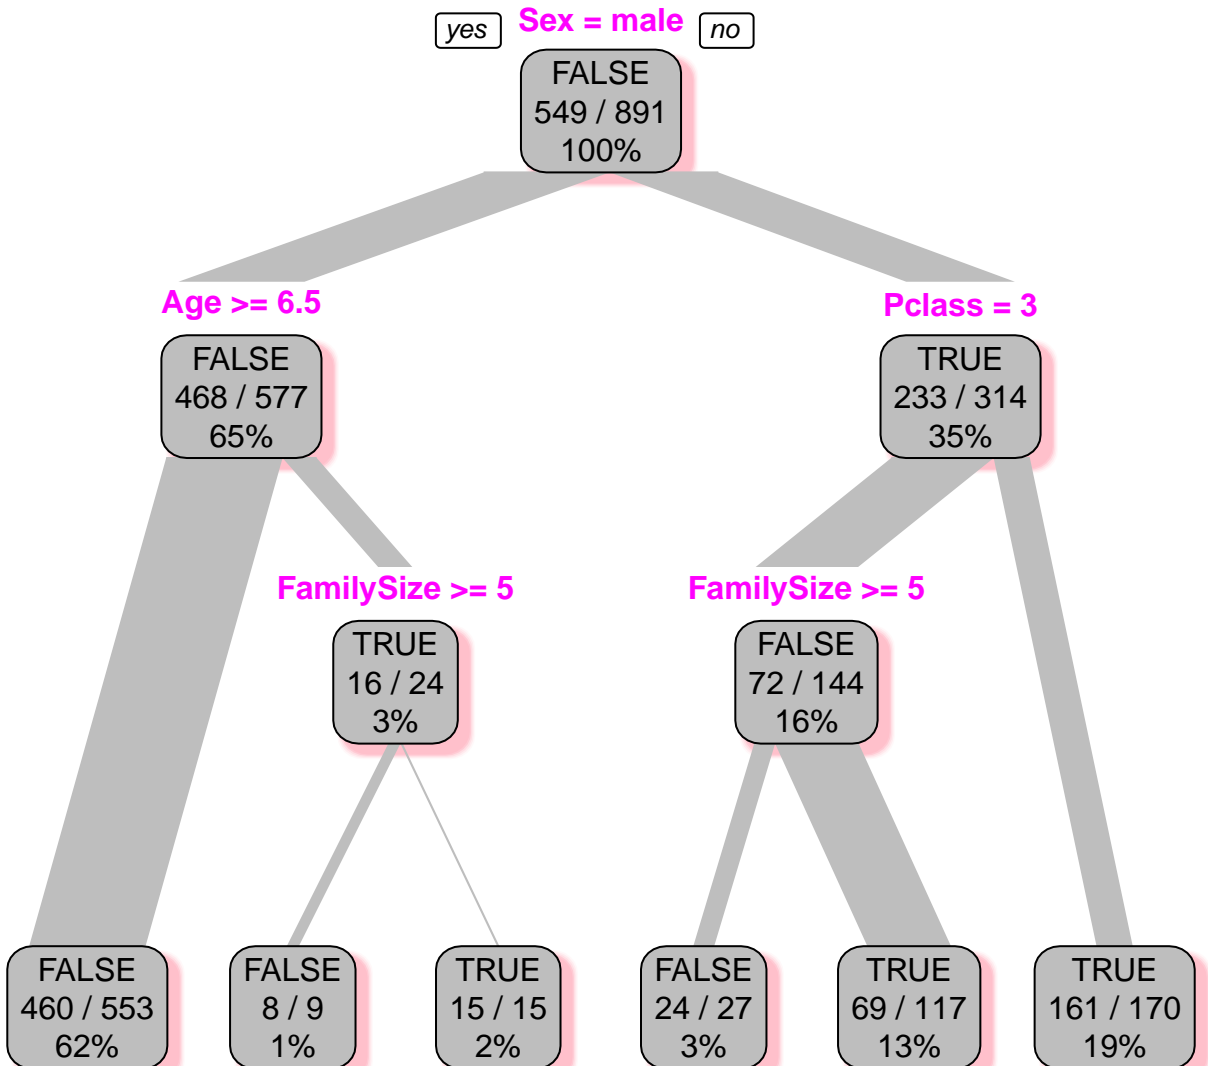 yes Sex = male no
FALSE
549 / 891
100%
Age >= 6.5
FALSE
468 / 577
65%
Pclass = 3
TRUE
233 / 314
35%
FamilySize >= 5
TRUE
16 / 24
3%
FamilySize >= 5
FALSE
72 / 144
16%
FALSE
460 / 553
62%
FALSE
8 / 9
1%
TRUE
15 / 15
2%
FALSE
24 / 27
3%
TRUE
69 / 117
13%
TRUE
161 / 170
19%